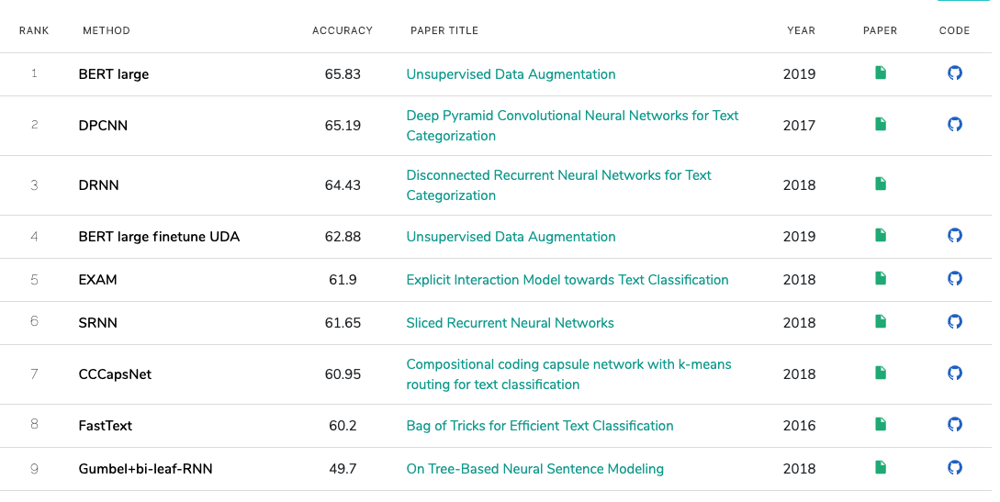 RANK METHOD ACCURACY PAPER TITLE YEAR PAPER CODE
1 BERT large 65.83 Unsupervised Data Augmentation 2019
2 DPCNN 65.19 Deep Pyramid Convolutional Neural Networks for Text
Categorization 2017
3 DRNN 64.43 Disconnected Recurrent Neural Networks for Text
Categorization 2018
4 BERT large finetune UDA 62.88 Unsupervised Data Augmentation 2019
5 EXAM 61.9 Explicit Interaction Model towards Text Classification 2018
6 SRNN 61.65 Sliced Recurrent Neural Networks 2018
7 CCCapsNet 60.95 Compositional coding capsule network with k-means
routing for text classification 2018
8 FastText 60.2 Bag of Tricks for Efficient Text Classification 2016
9 Gumbel+bi-leaf-RNN 49.7 On Tree-Based Neural Sentence Modeling 2018